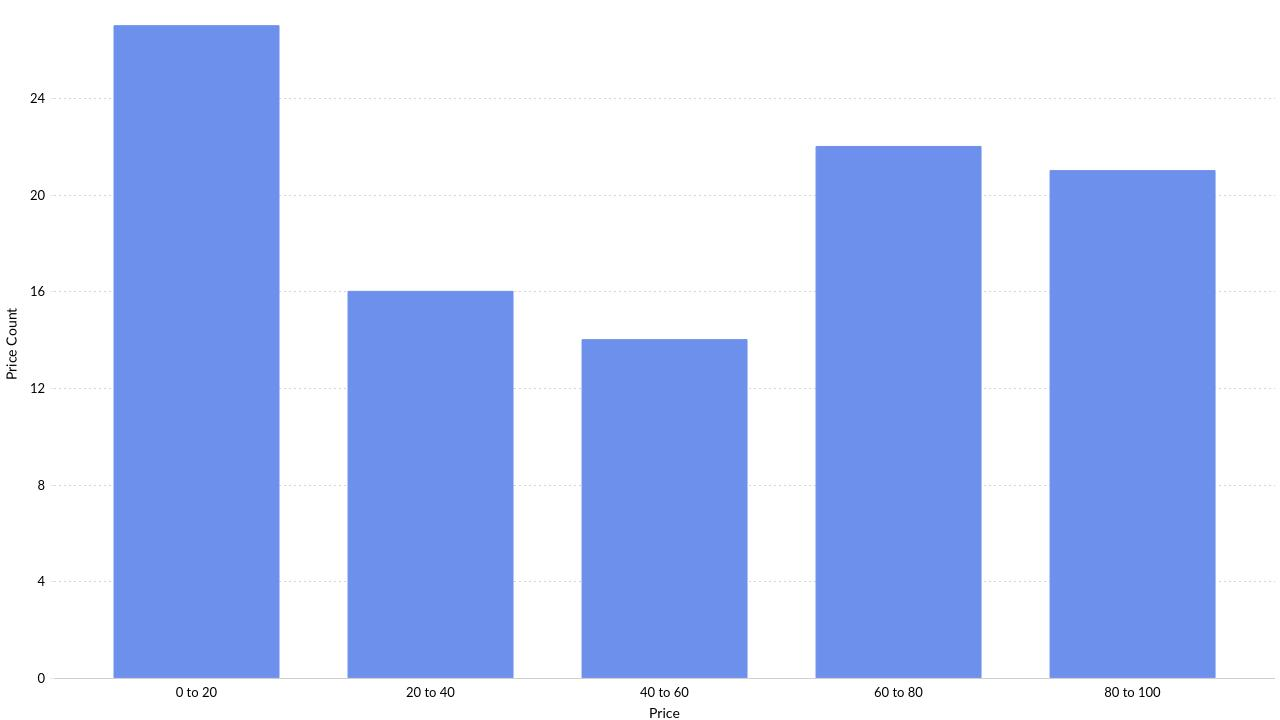 24
20
16
12
8
4
0
Price Count
0 to 20
20 to 40
40 to 60
60 to 80
80 to 100
Price